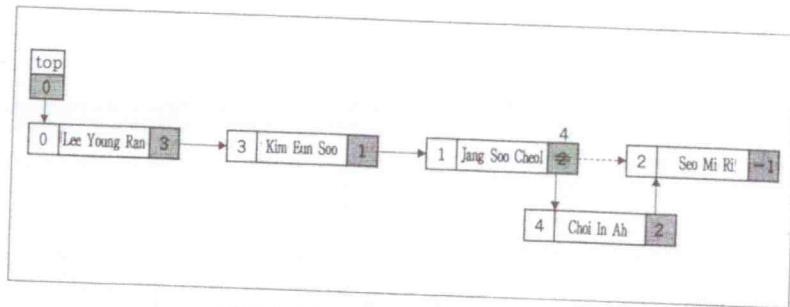 top
0
0 Lee Young Ran 3
3 Kim Eun Soo 1
4
1 Jang Soo Cheol 2
2 Seo Mi Ri -1
4 Choi In Ah 2